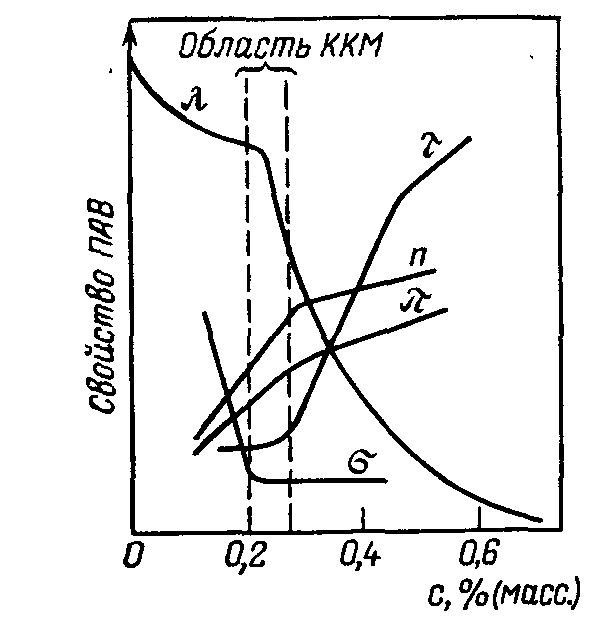 Область ККМ
λ
τ
n
π
σ
Свойство ПАВ
0
0,2
0,4
0,6
с, % (масс.)